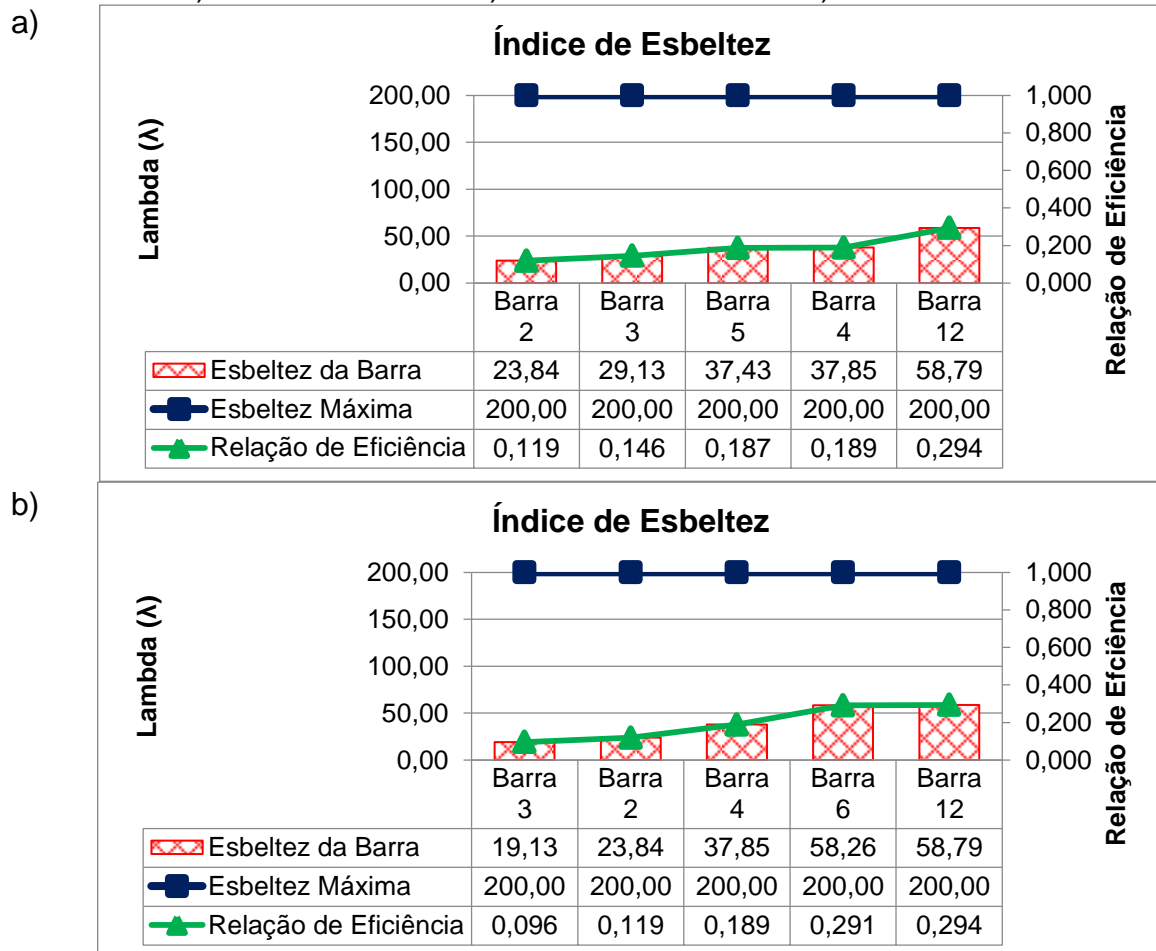 a)
Índice de Esbeltez
Lambda (λ)
200,00
150,00
100,00
50,00
0,00
1,000
0,800
0,600
0,400
0,200
0,000
Relação de Eficiência
Barra 2 Barra 3 Barra 5 Barra 4 Barra 12
Esbeltez da Barra 23,84 29,13 37,43 37,85 58,79
Esbeltez Máxima 200,00 200,00 200,00 200,00 200,00
Relação de Eficiência 0,119 0,146 0,187 0,189 0,294
b)
Índice de Esbeltez
Lambda (λ)
200,00
150,00
100,00
50,00
0,00
1,000
0,800
0,600
0,400
0,200
0,000
Relação de Efciência
Barra 3 Barra 2 Barra 4 Barra 6 Barra 12
Esbeltez da Barra 19,13 23,84 37,85 58,26 58,79
Esbeltez Máxima 200,00 200,00 200,00 200,00 200,00
Relação de Eficiência 0,096 0,119 0,189 0,291 0,294